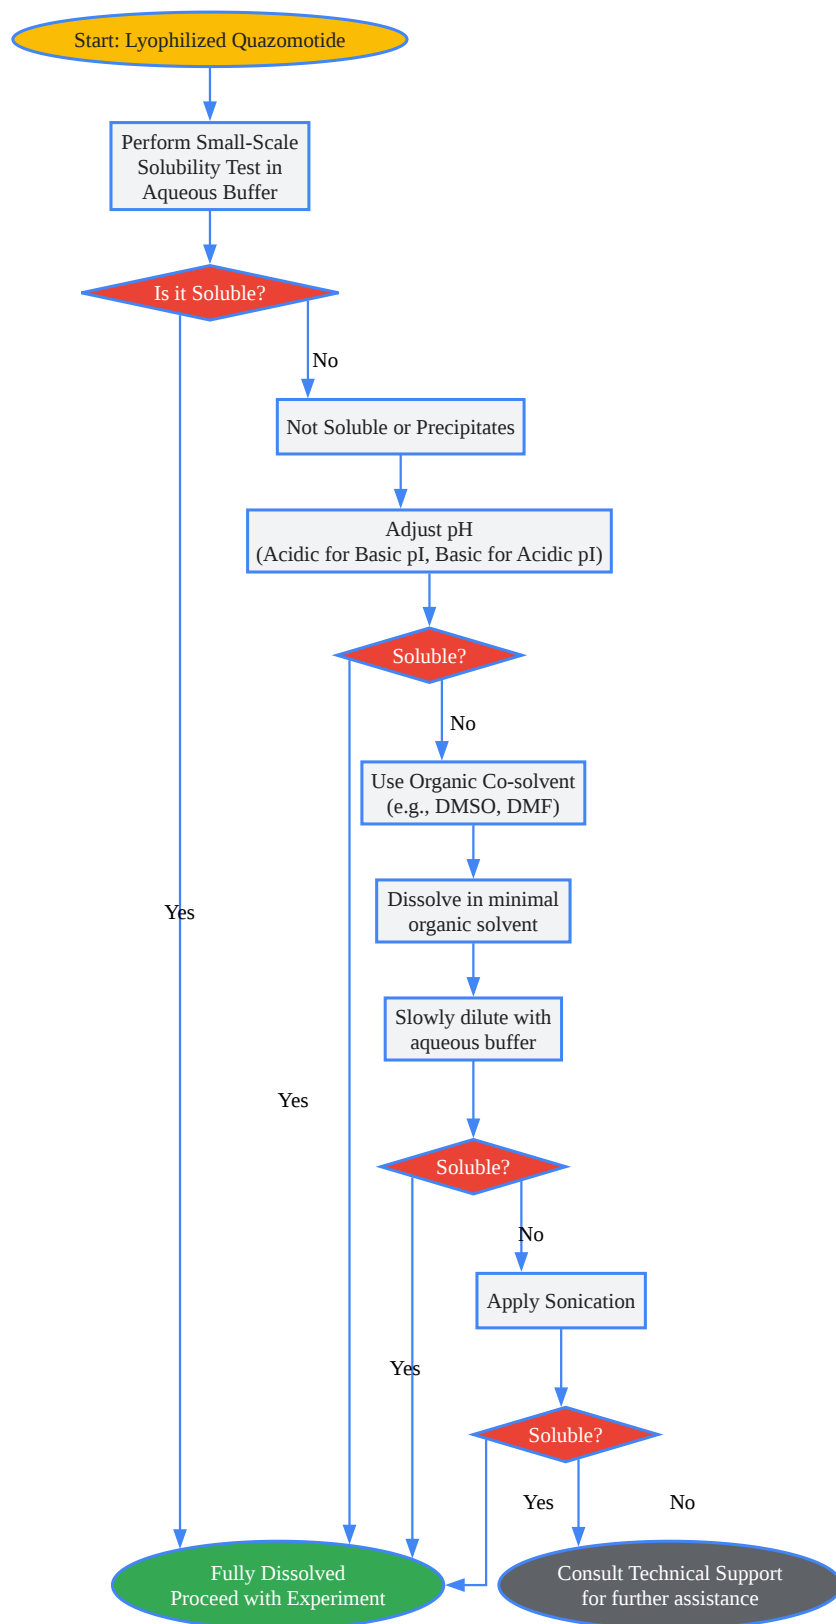 Start: Lyophilized Quazomotide
Perform Small-Scale
Solubility Test in
Aqueous Buffer
Is it Soluble?
No
Not Soluble or Precipitates
Adjust pH
(Acidic for Basic pI, Basic for Acidic pI)
Soluble?
No
Use Organic Co-solvent
(e.g., DMSO, DMF)
Dissolve in minimal
organic solvent
Yes
Slowly dilute with
aqueous buffer
Yes
Soluble?
No
Apply Sonication
Yes
Soluble?
Yes
No
Fully Dissolved
Proceed with Experiment
Consult Technical Support
for further assistance